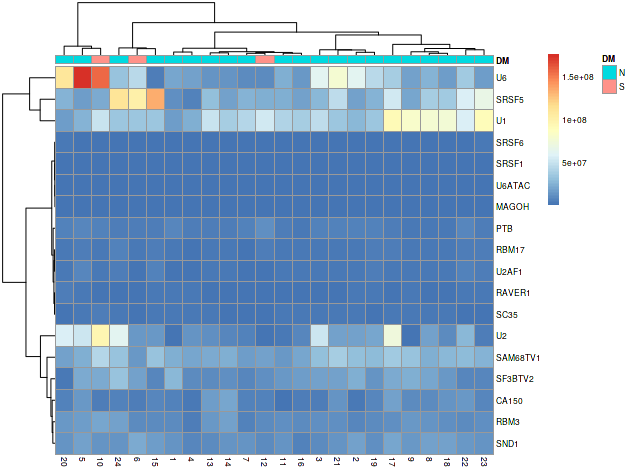 DM
DM
N
S
1.5e+08
1e+08
5e+07
U6
SRSF5
U1
SRSF6
SRSF1
U6ATAC
MAGOH
PTB
RBM17
U2AF1
RAVER1
SC35
U2
SAM68TV1
SF3BTV2
CA150
RBM3
SND1
20 5 10 24 6 15 1 4 13 14 7 12 11 16 3 21 2 19 17 9 8 18 22 23